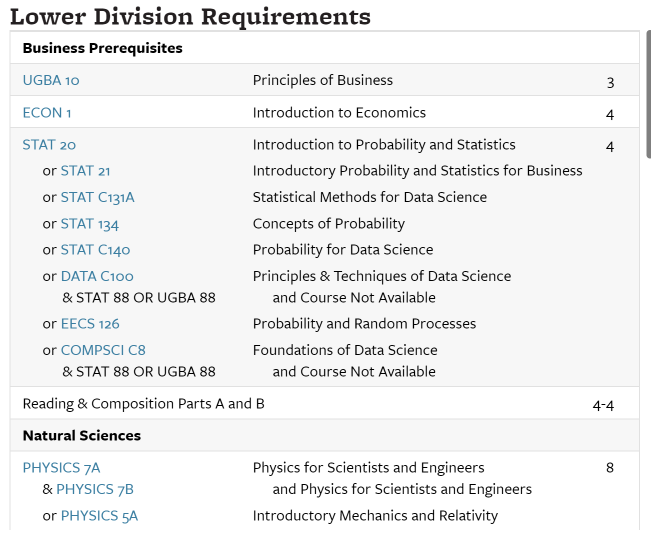 Lower Division Requirements
Business Prerequisites
UGBA 10 Principles of Business 3
ECON 1 Introduction to Economics 4
STAT 20 Introduction to Probability and Statistics 4
or STAT 21 Introductory Probability and Statistics for Business
or STAT C131A Statistical Methods for Data Science
or STAT 134 Concepts of Probability
or STAT C140 Probability for Data Science
or DATA C100 Principles & Techniques of Data Science
& STAT 88 OR UGBA 88 and Course Not Available
or EECS 126 Probability and Random Processes
or COMPSCI C8 Foundations of Data Science
& STAT 88 OR UGBA 88 and Course Not Available
Reading & Composition Parts A and B 4-4
Natural Sciences
PHYSICS 7A Physics for Scientists and Engineers 8
& PHYSICS 7B and Physics for Scientists and Engineers
or PHYSICS 5A Introductory Mechanics and Relativity